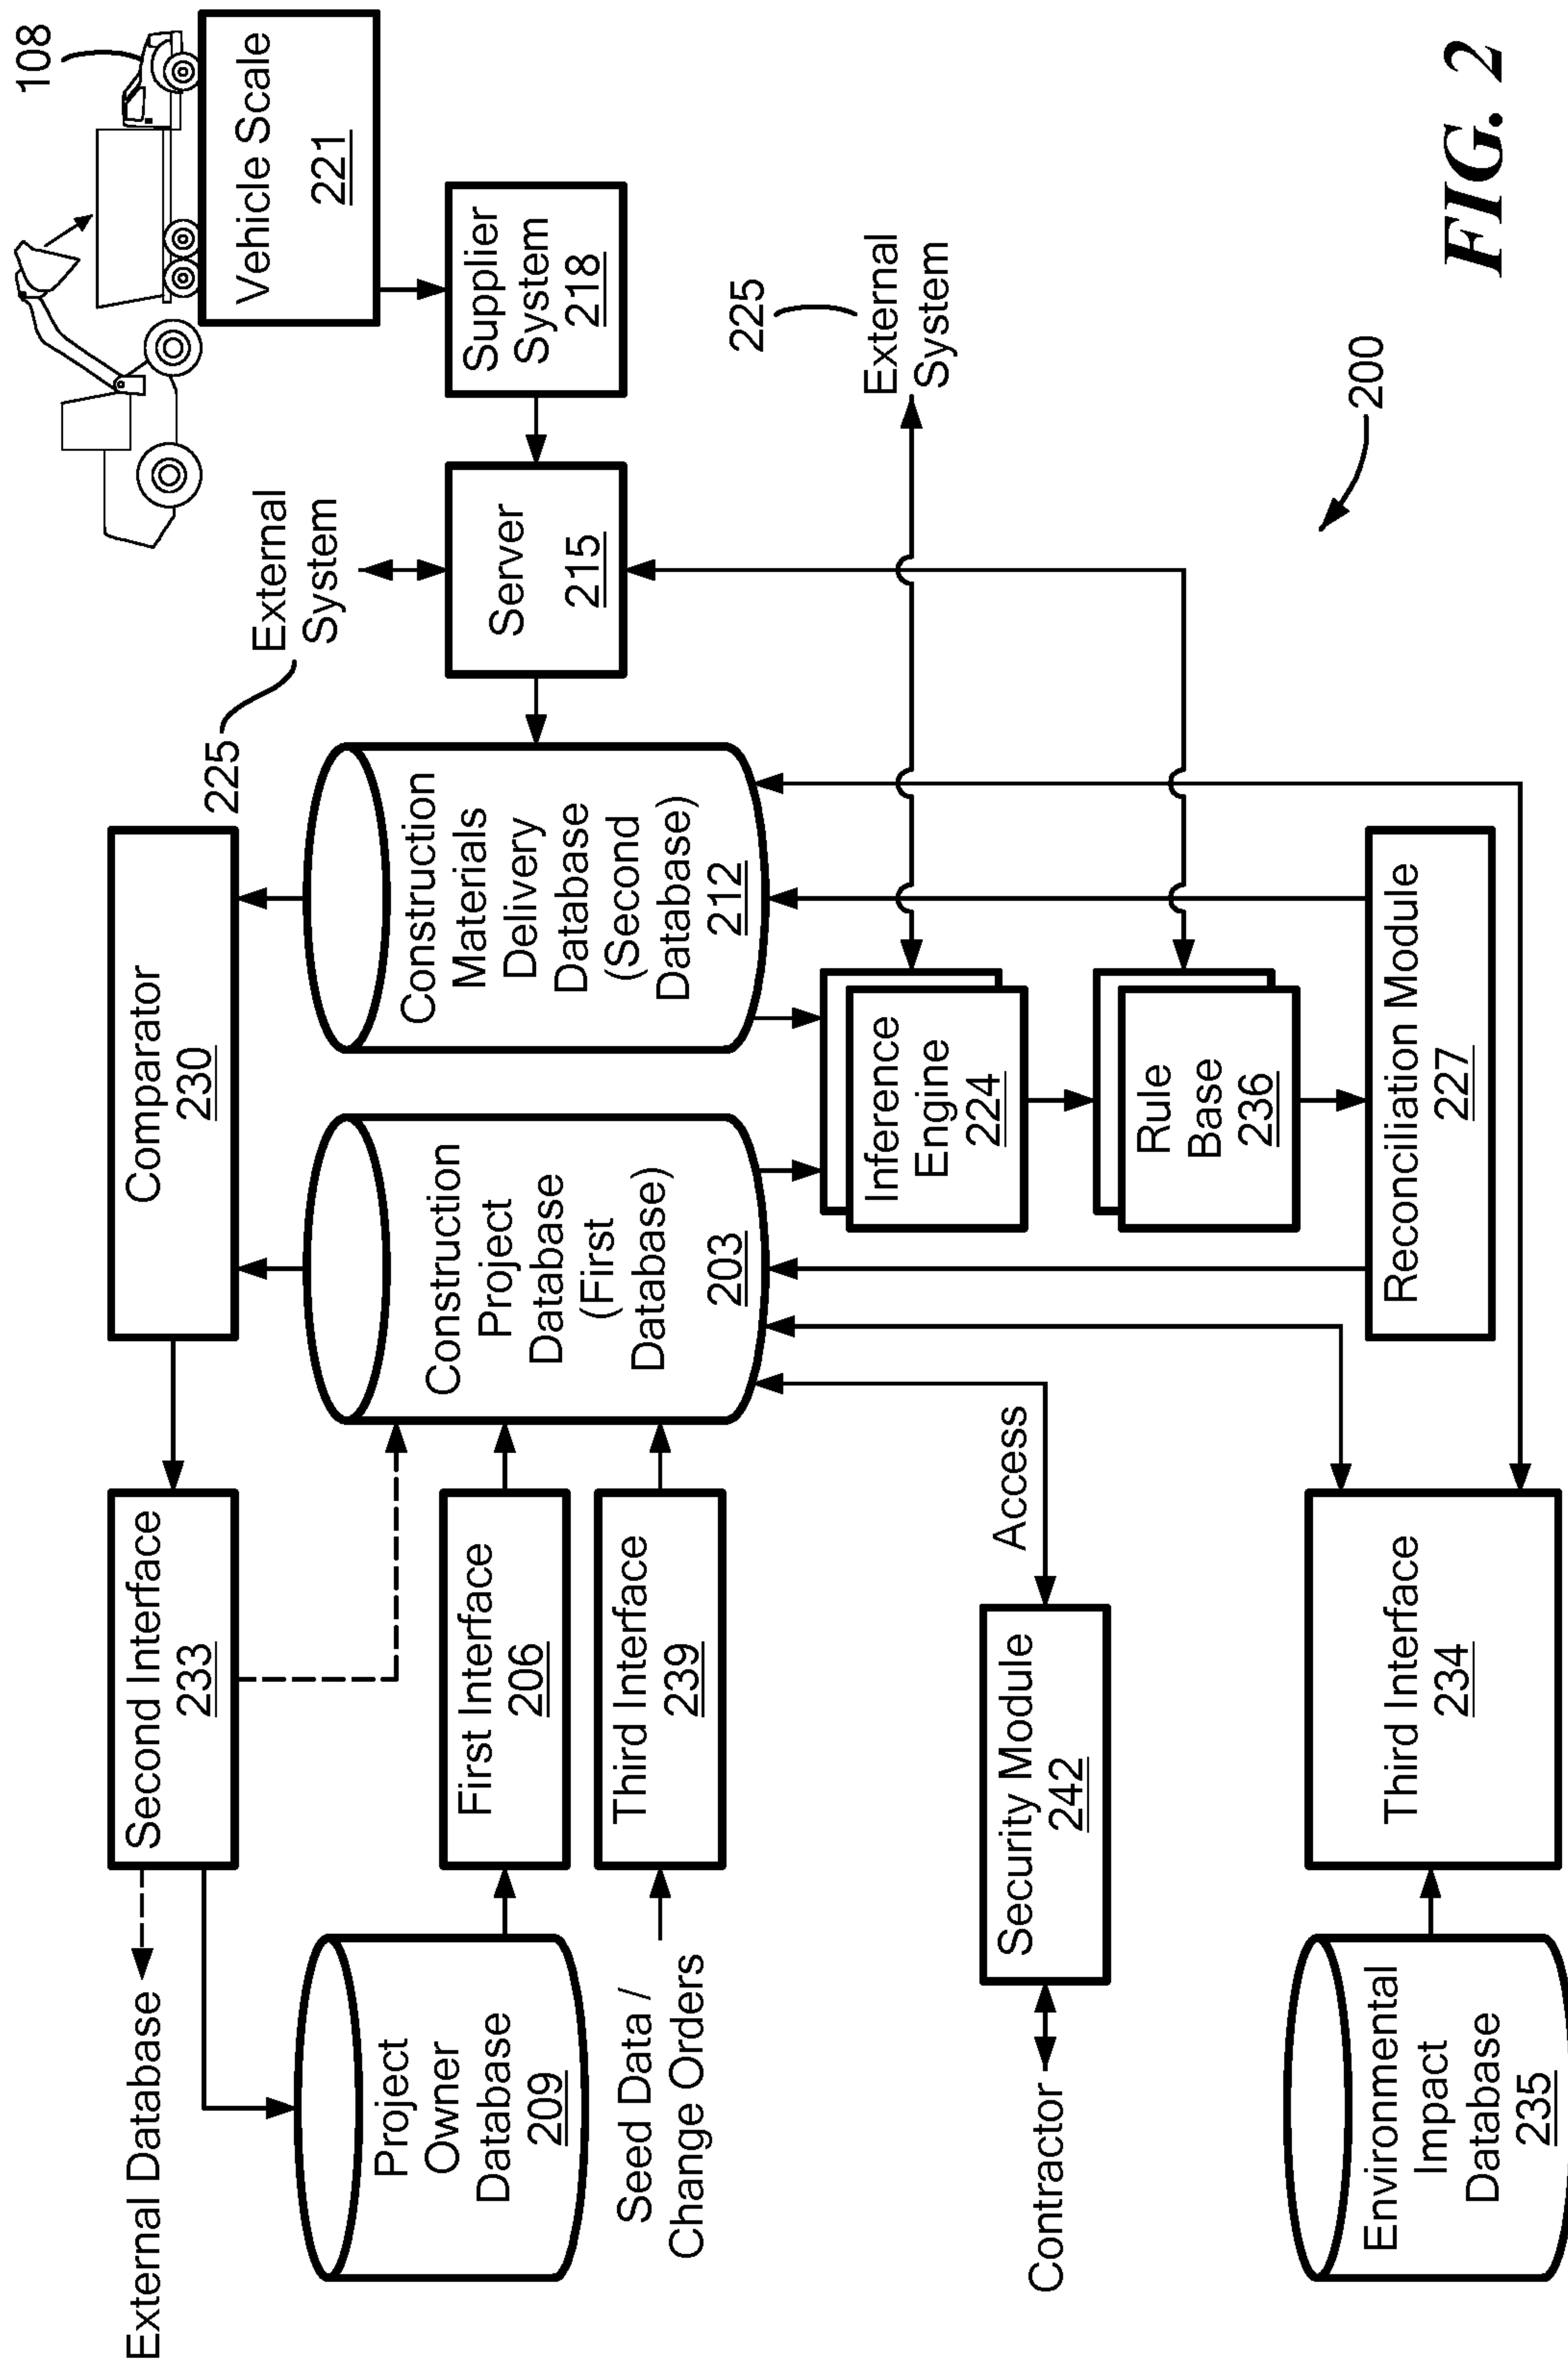 108
Vehicle Scale
221
Supplier
System
218
225
External
System
Server
215
225
External
System
200
Comparator
230
Construction
Materials
Delivery
Database
(Second
Database)
212
Construction
Project
Database
(First
Database)
203
Inference
Engine
224
Rule
Base
236
Reconciliation Module
227
Second Interface
233
First Interface
206
Third Interface
239
Access
Security Module
242
Third Interface
234
External Database
Project
Owner
Database
209
Seed Data /
Change Orders
Contractor
Environmental
Impact
Database
235
FIG. 2